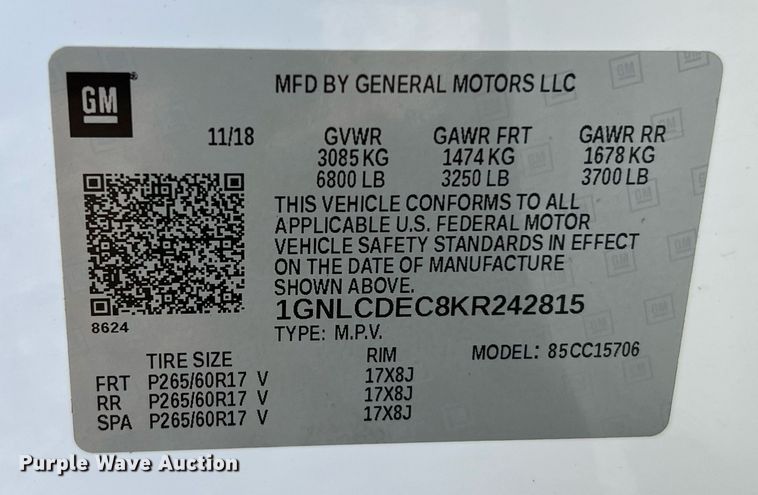 GM
MFD BY GENERAL MOTORS LLC
11/18 GVWR GAWR FRT GAWR RR
3085 KG 1474 KG 1678 KG
6800 LB 3250 LB 3700 LB
THIS VEHICLE CONFORMS TO ALL
APPLICABLE U.S. FEDERAL MOTOR
VEHICLE SAFETY STANDARDS IN EFFECT
ON THE DATE OF MANUFACTURE
SHOWN ABOVE.
1GNLCDEC8KR242815
8624
TYPE: M.P.V.
TIRE SIZE RIM MODEL: 85CC15706
FRT P265/60R17 V 17X8J
RR P265/60R17 V 17X8J
SPA P265/60R17 V 17X8J
Purple Wave Auction